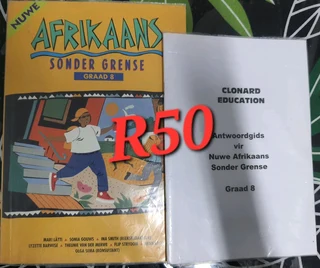 NUWE
AFRIKAANS
SONDER GRENSE
GRAAD 8
R50
CLONARD
EDUCATION
Antwoordgids
vir
Nuwe Afrikaans
Sonder Grense
Graad 8